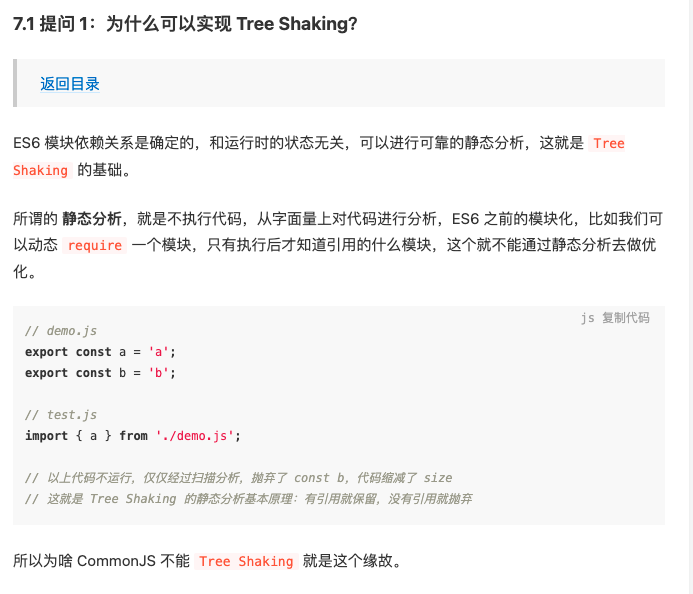 7.1 提问 1：为什么可以实现 Tree Shaking?
返回目录
ES6 模块依赖关系是确定的，和运行时的状态无关，可以进行可靠的静态分析，这就是 Tree
Shaking 的基础。
所谓的 静态分析，就是不执行代码，从字面量上对代码进行分析，ES6 之前的模块化，比如我们可
以动态 require 一个模块，只有执行后才知道引用的什么模块，这个就不能通过静态分析去做优
化。
js 复制代码
// demo.js
export const a = 'a';
export const b = 'b';
// test.js
import { a } from './demo.js';
// 以上代码不运行，仅仅经过扫描分析，抛弃了 const b，代码缩减了 size
// 这就是 Tree Shaking 的静态分析基本原理：有引用就保留，没有引用就抛弃
所以为啥 CommonJS 不能 Tree Shaking 就是这个缘故。